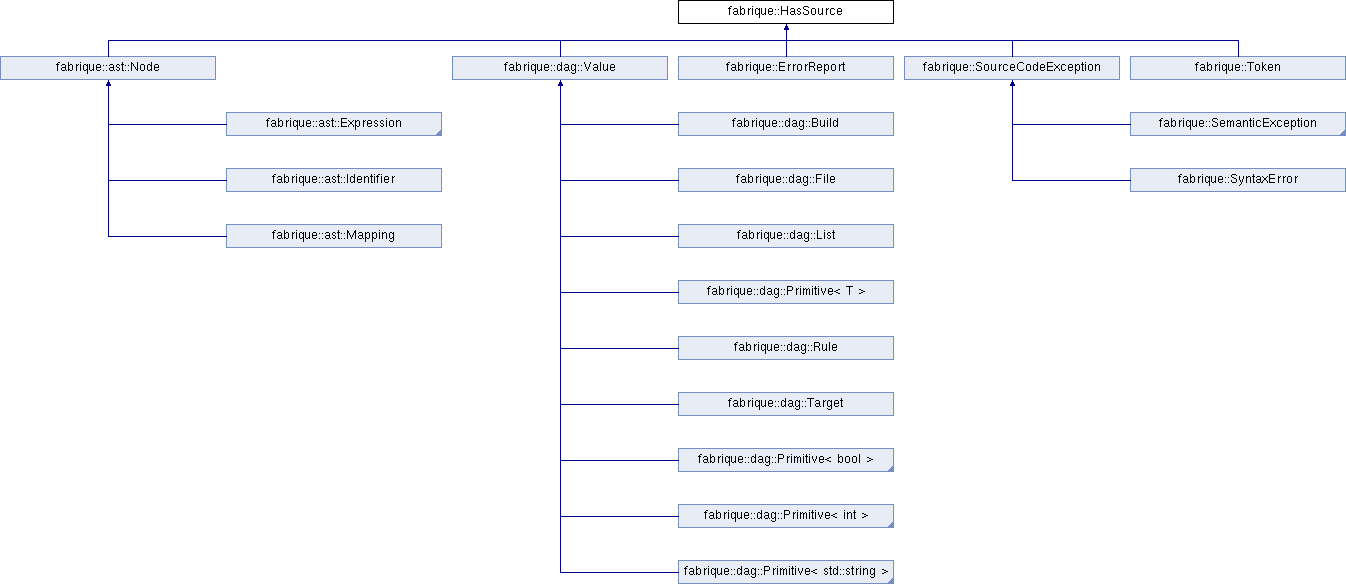 fabrique::HasSource
fabrique::ast::Node
fabrique::dag::Value
fabrique::ErrorReport
fabrique::SourceCodeException
fabrique::Token
fabrique::ast::Expression
fabrique::dag::Build
fabrique::SemanticException
fabrique::ast::Identifier
fabrique::dag::File
fabrique::SyntaxError
fabrique::ast::Mapping
fabrique::dag::List
fabrique::dag::Primitive< T >
fabrique::dag::Rule
fabrique::dag::Target
fabrique::dag::Primitive< bool >
fabrique::dag::Primitive< int >
fabrique::dag::Primitive< std::string >